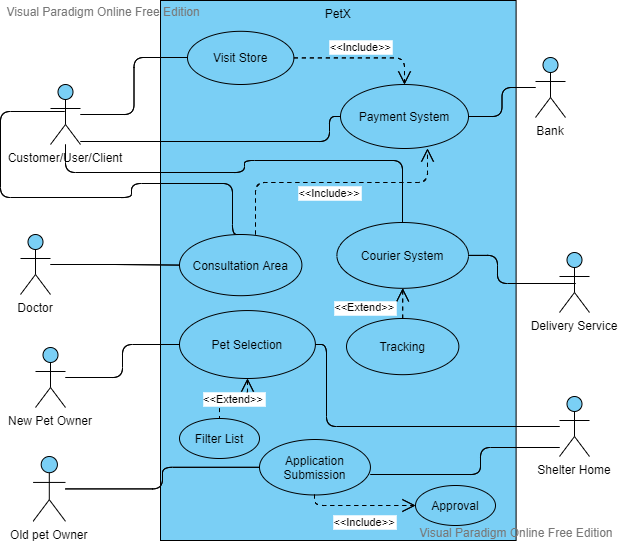 Visual Paradigm Online Free Edition
PetX
Visit Store
<<Include>>
Payment System
Bank
Customer/User/Client
<<Include>>
Consultation Area
Courier System
Doctor
<<Extend>>
Delivery Service
Pet Selection
Tracking
New Pet Owner
<<Extend>>
Filter List
Application
Submission
Shelter Home
Approval
<<Include>>
Old pet Owner
Visual Paradigm Online Free Edition